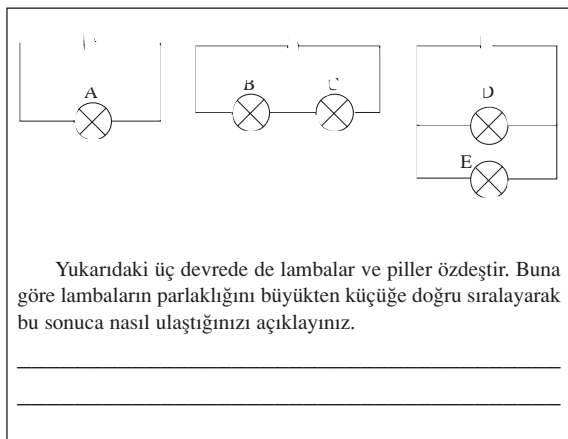 A
B
C
D
E
Yukarıdaki üç devrede de lambalar ve piller özdeştir. Buna
göre lambaların parlaklığını büyükten küçüğe doğru sıralayarak
bu sonuca nasıl ulaştığınızı açıklayınız.